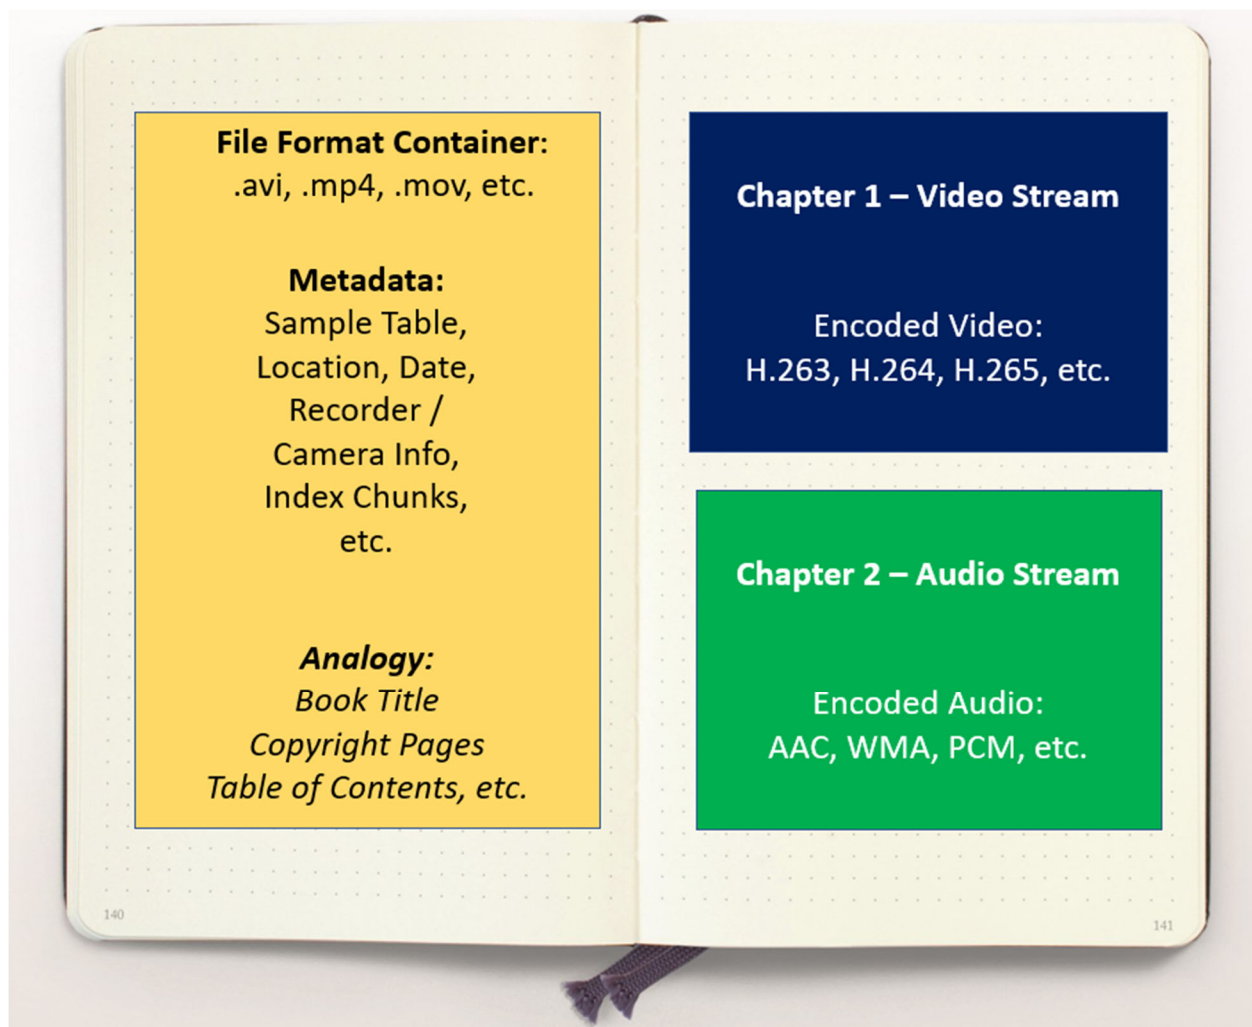 File Format Container:
.avi, .mp4, .mov, etc.
Metadata:
Sample Table,
Location, Date,
Recorder /
Camera Info,
Index Chunks,
etc.
Analogy:
Book Title
Copyright Pages
Table of Contents, etc.
140
Chapter 1 – Video Stream
Encoded Video:
H.263, H.264, H.265, etc.
Chapter 2 – Audio Stream
Encoded Audio:
AAC, WMA, PCM, etc.
141